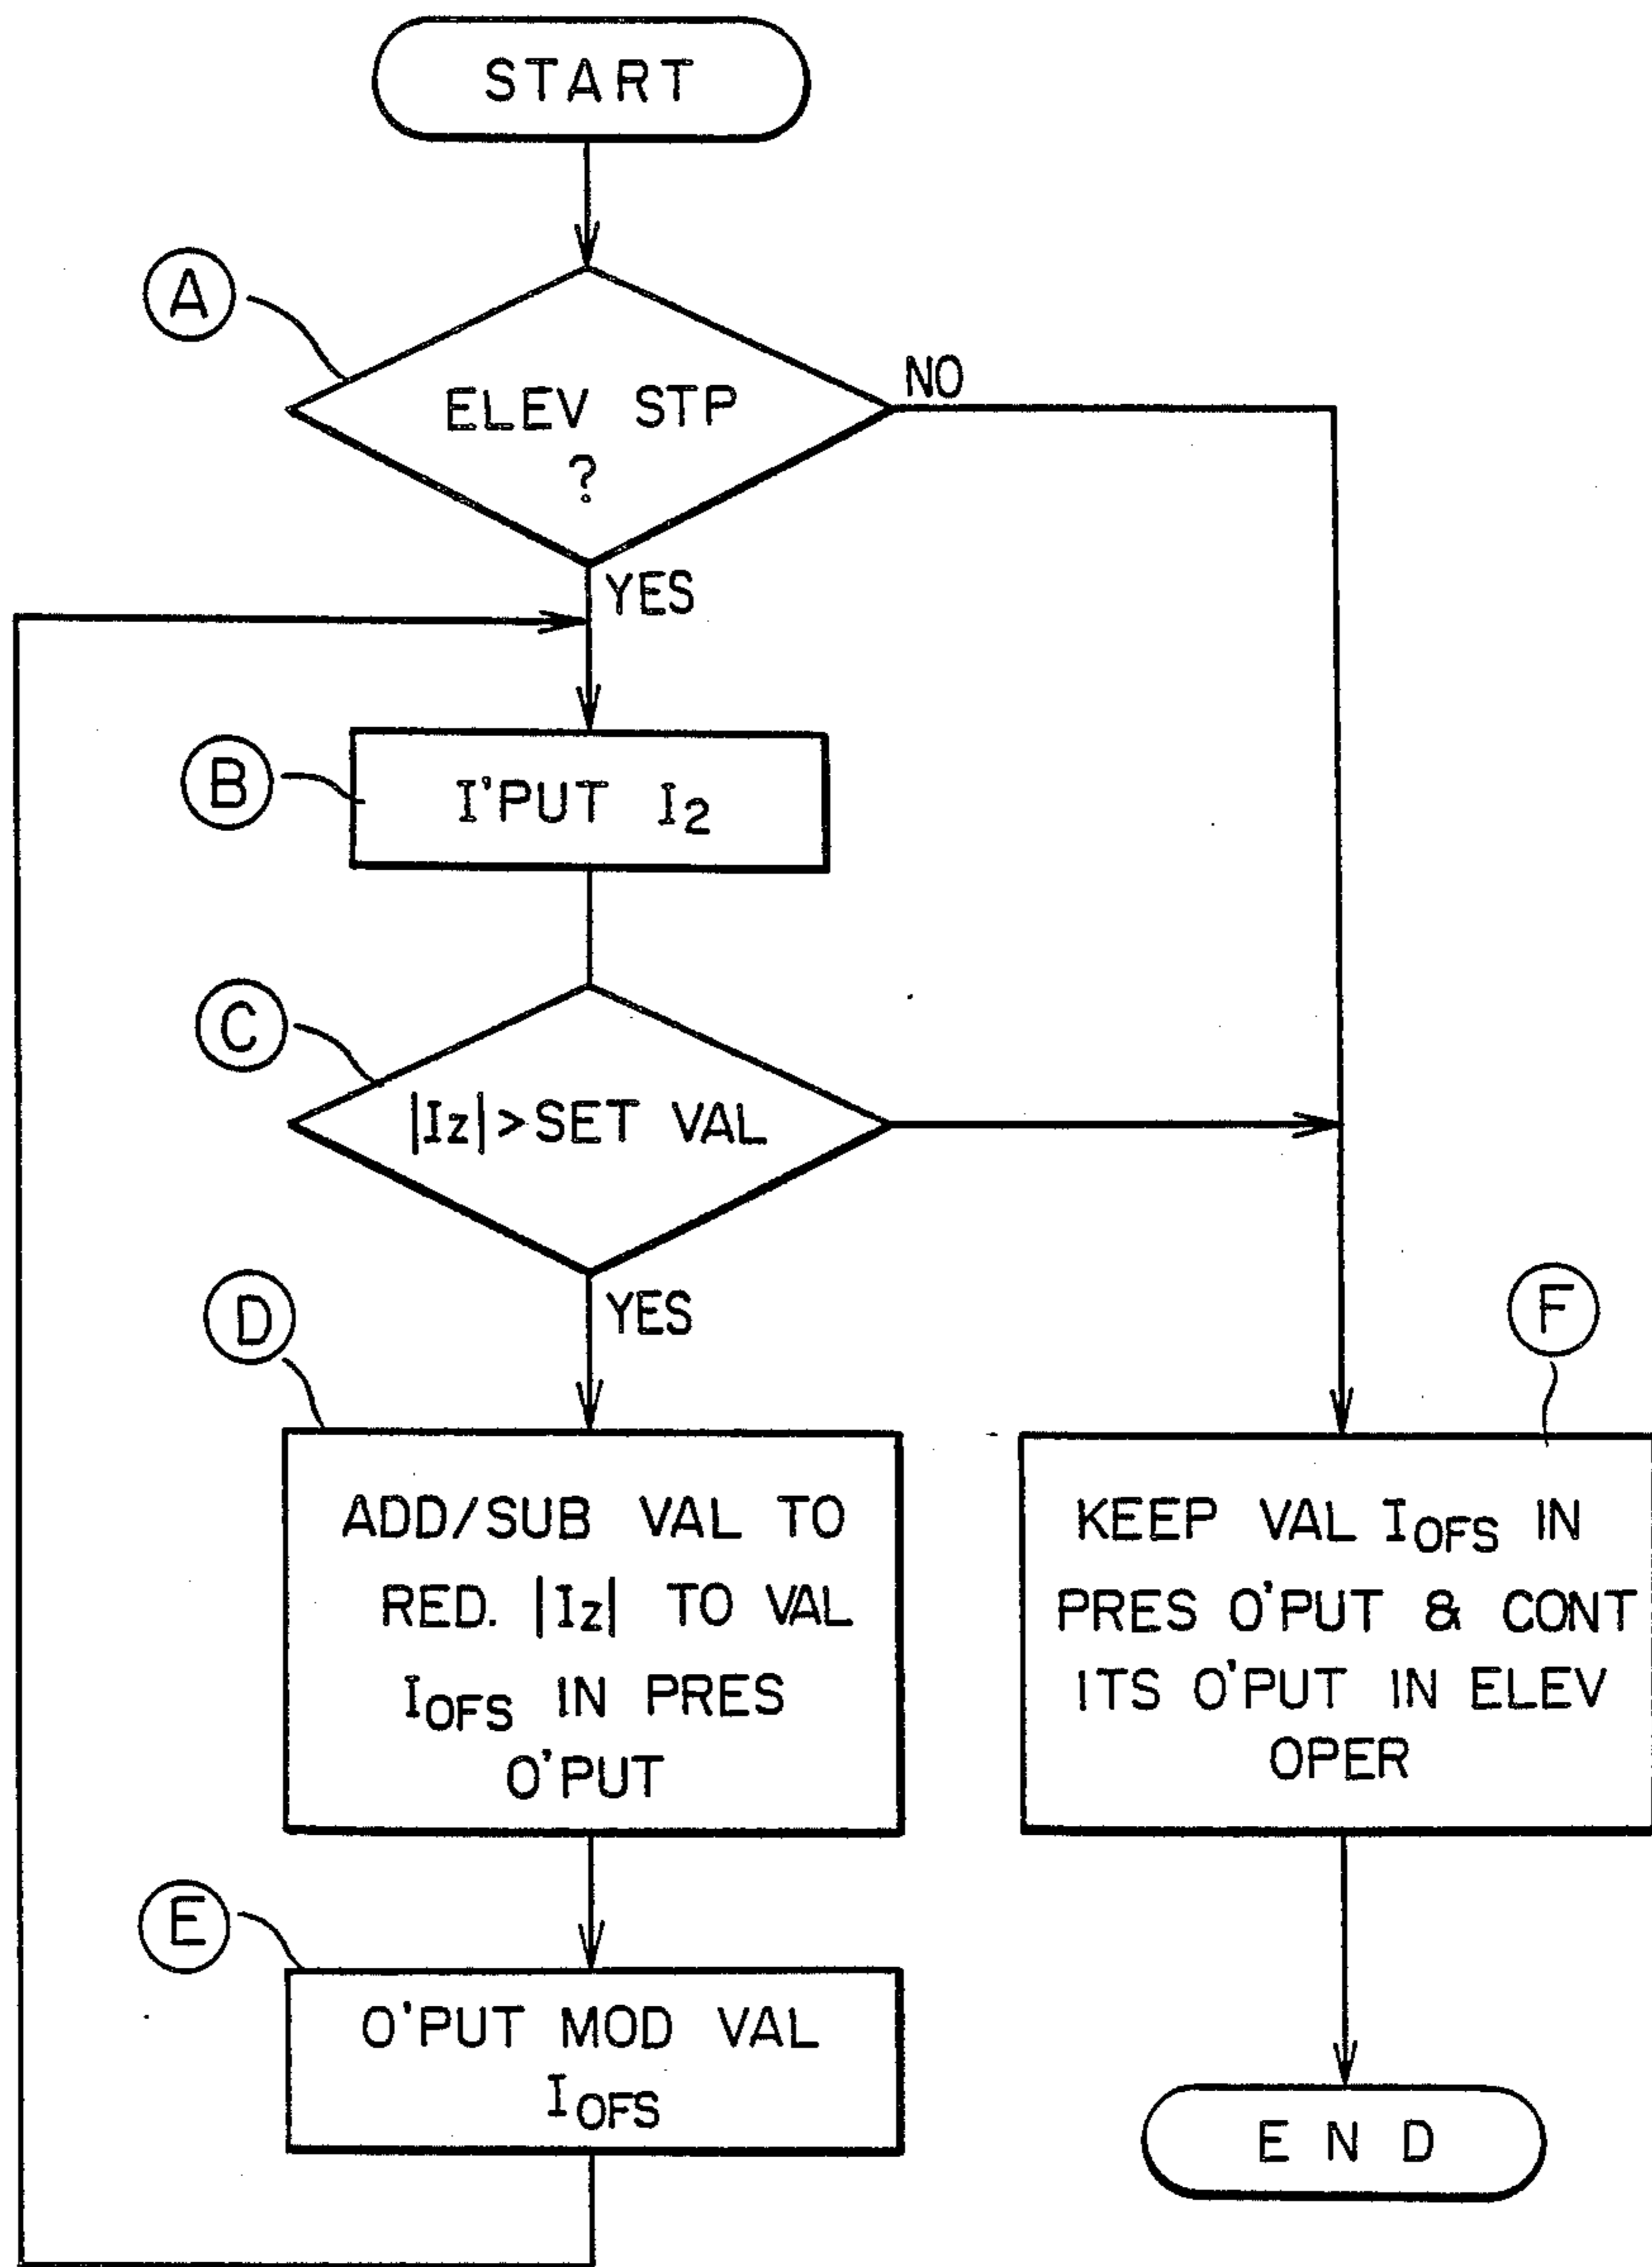 START
A
ELEV STP
?
NO
YES
B
I'PUT I₂
C
|Iz|>SET VAL
YES
D
ADD/SUB VAL TO
RED. |Iz| TO VAL
IOFS IN PRES
O'PUT
F
KEEP VAL IOFS IN
PRES O'PUT & CONT
ITS O'PUT IN ELEV
OPER
E
O'PUT MOD VAL
IOFS
END